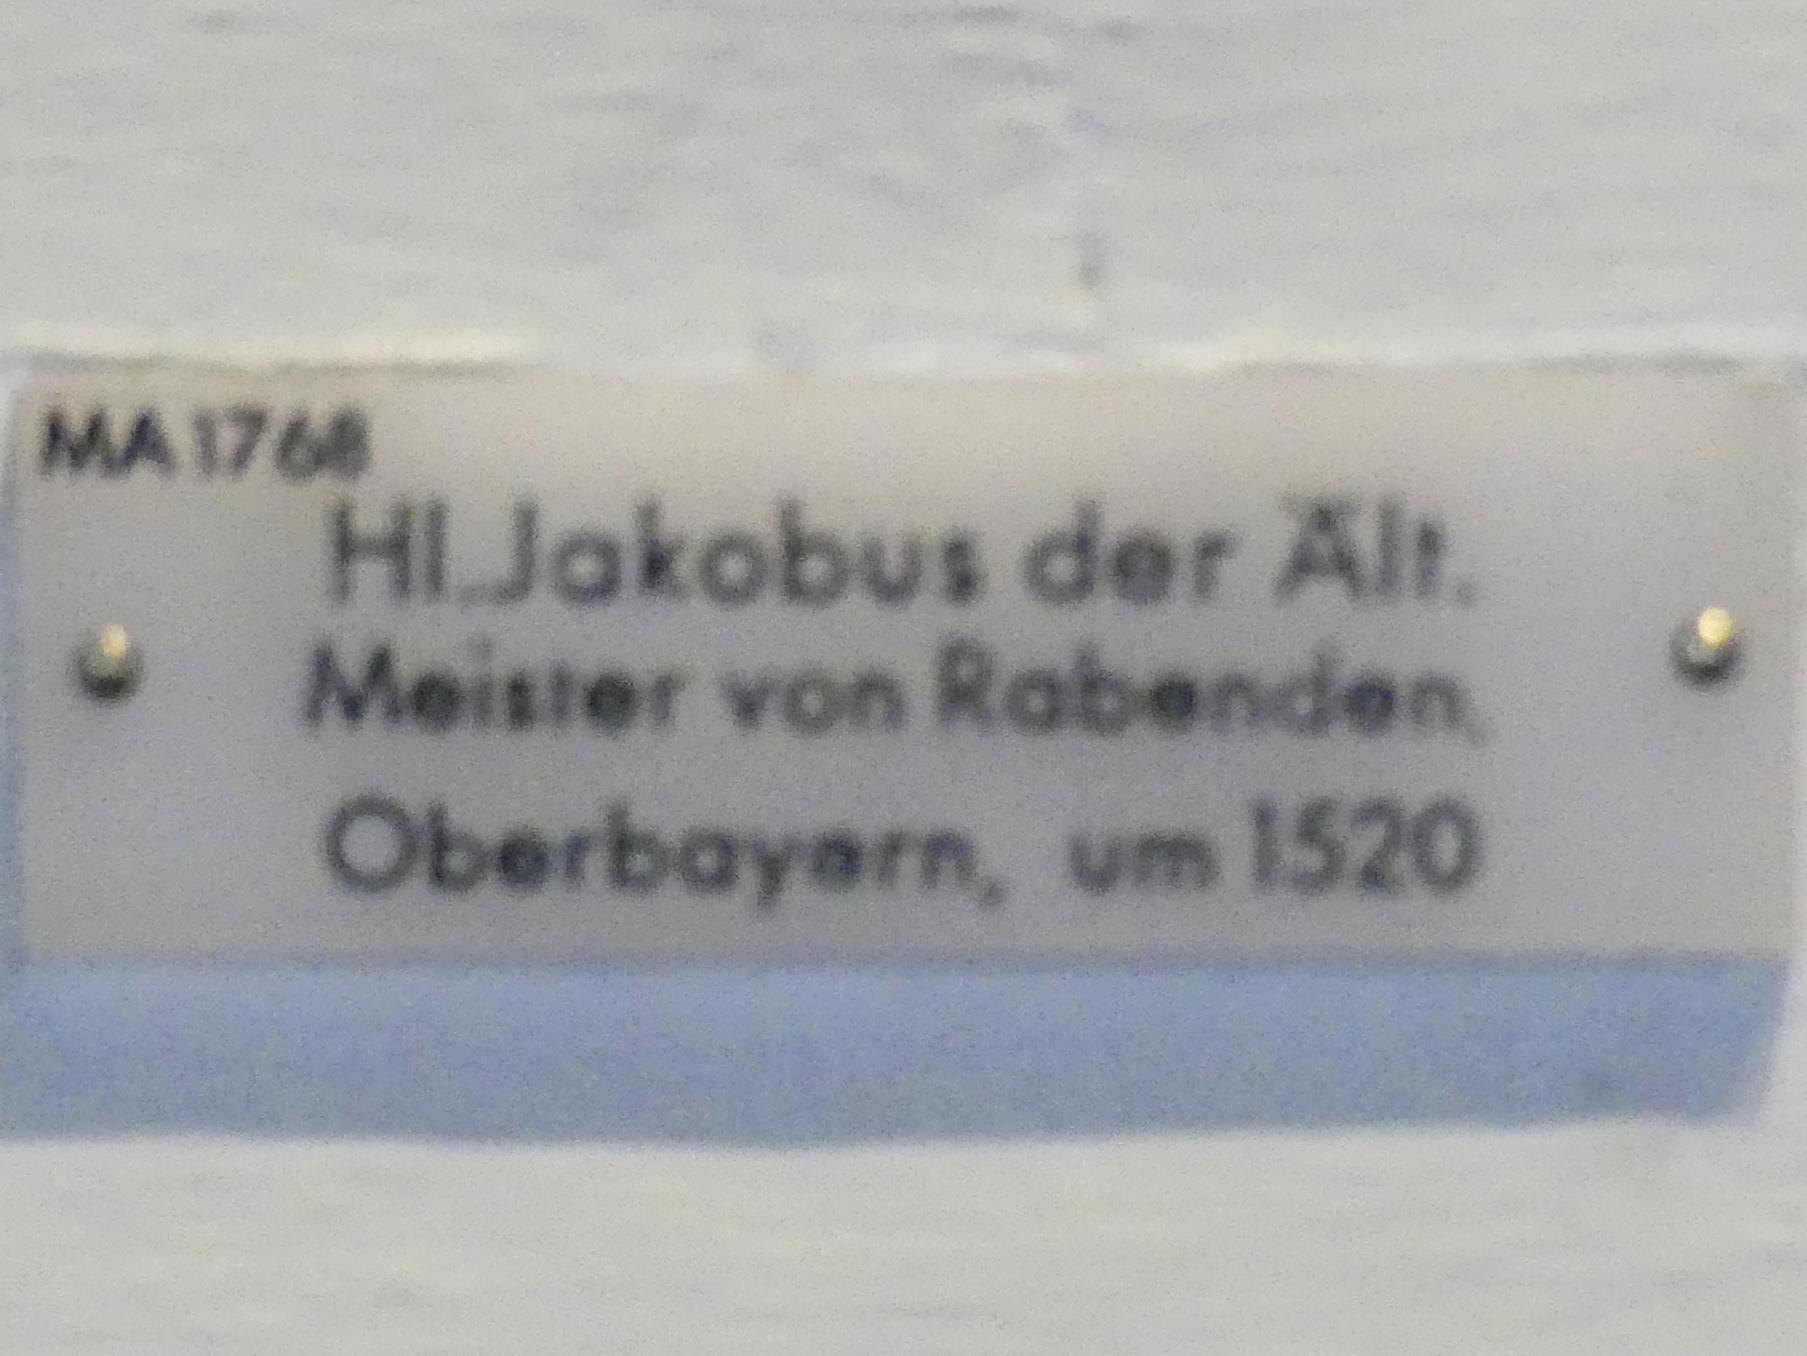 MA 1768
Hl. Jakobus der Ält.
Meister von Rabenden,
Oberbayern, um 1520